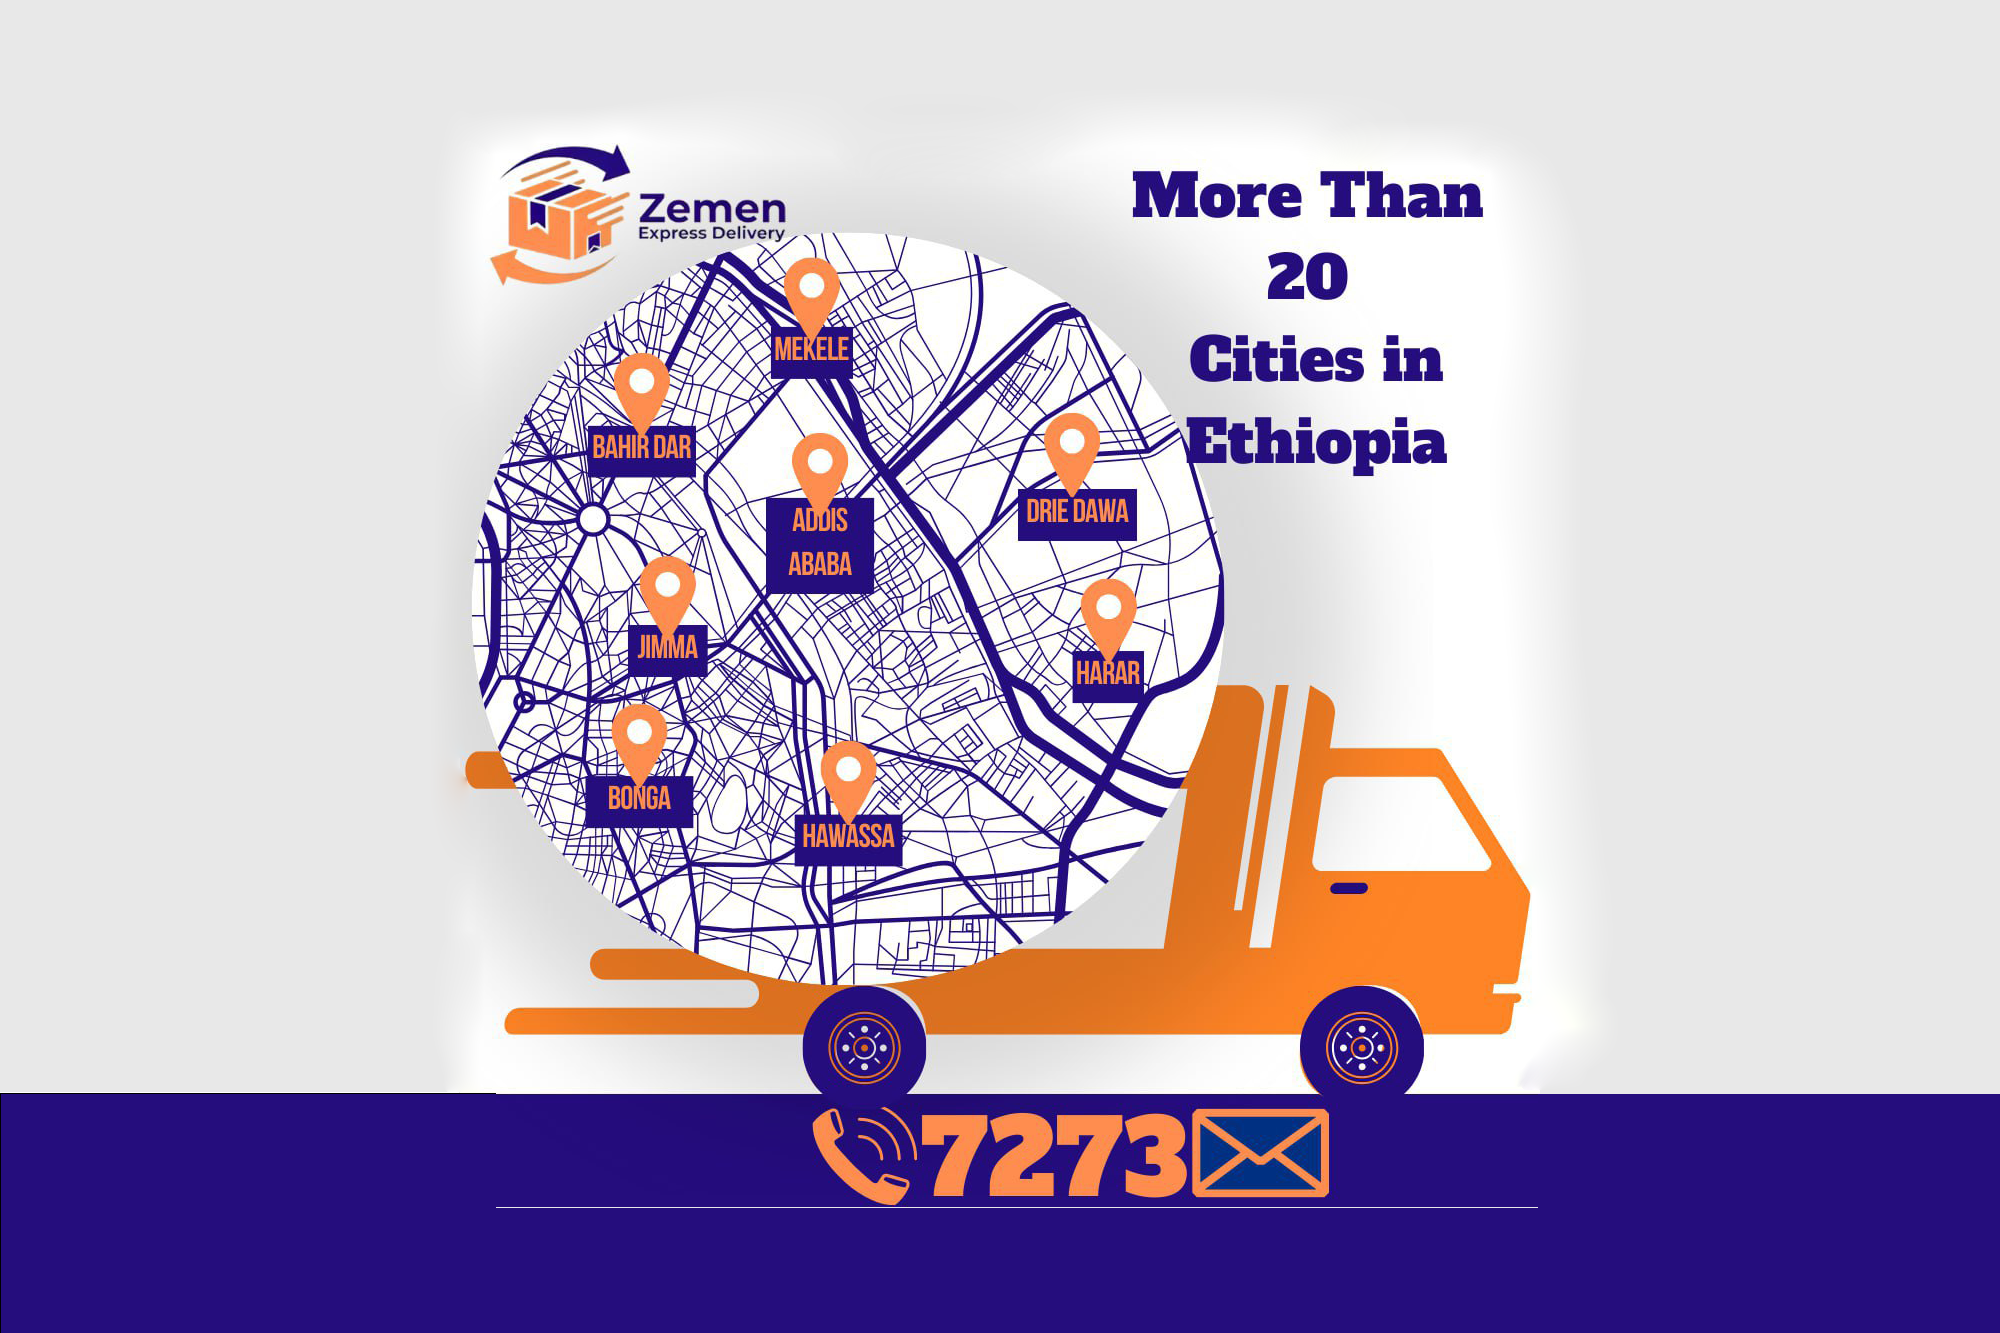 Zemen
Express Delivery
More Than
20
Cities in
Ethiopia
MEKELE
BAHIR DAR
ADDIS
ABABA
DRIE DAWA
JIMMA
HARAR
BONGA
HAWASSA
7273